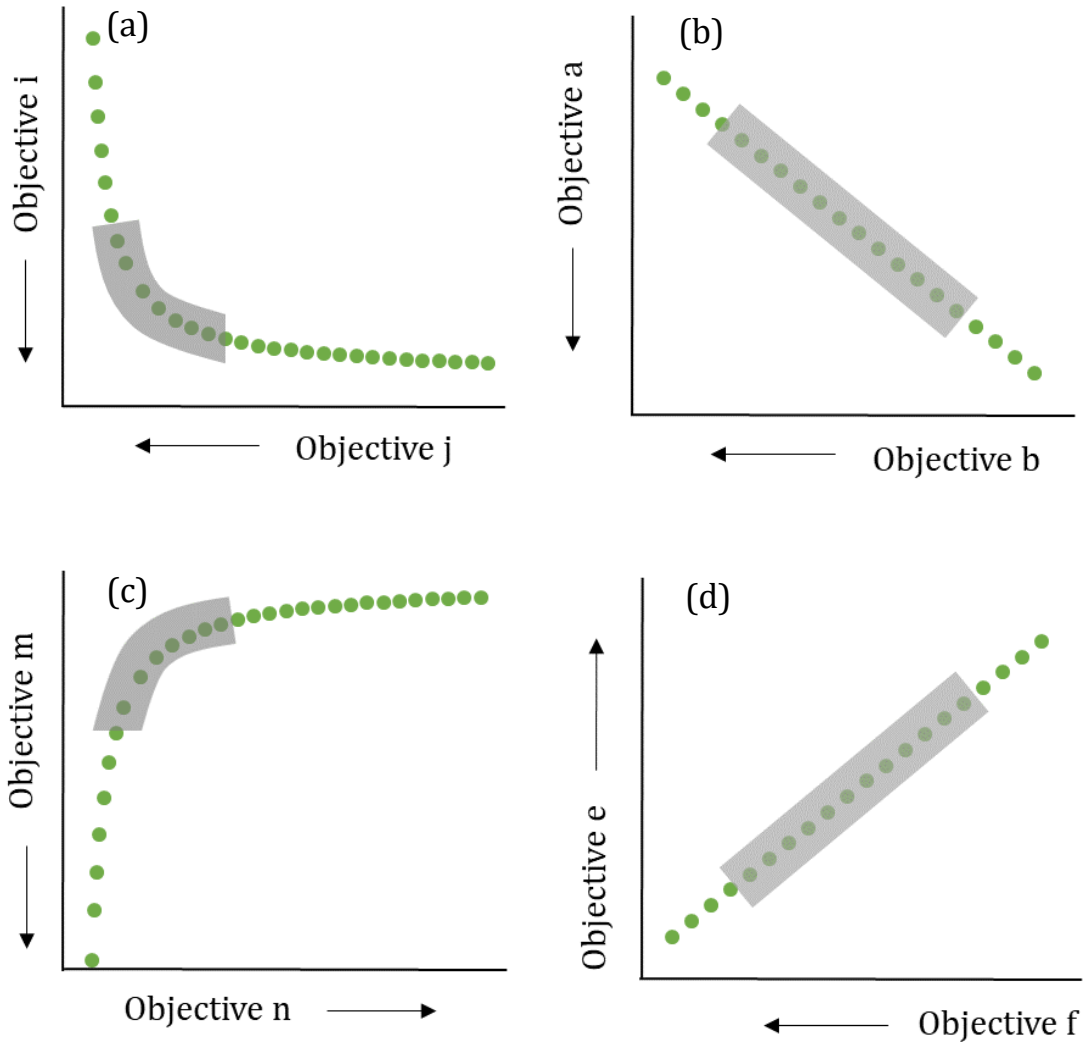 (a)
Objective i
Objective j
(b)
Objective a
Objective b
(c)
Objective m
Objective n
(d)
Objective e
Objective f